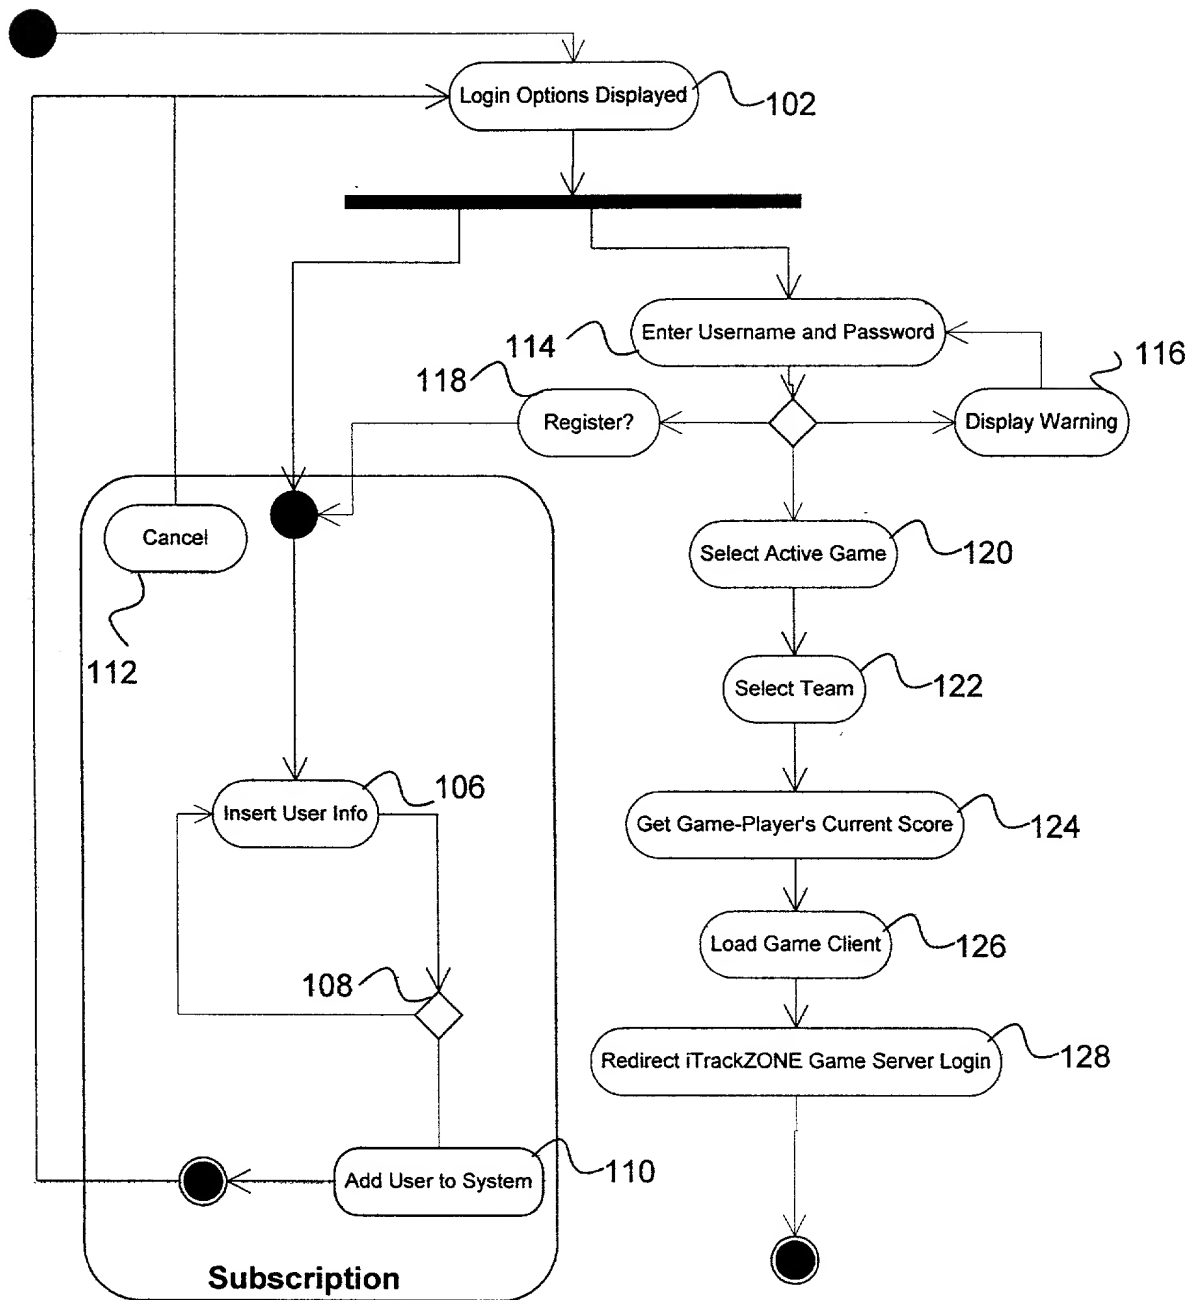 Login Options Displayed
102
Enter Username and Password
114
116
118
Register?
Display Warning
Cancel
112
Select Active Game
120
Select Team
122
Insert User Info
106
Get Game-Player's Current Score
124
Load Game Client
126
108
Redirect iTrackZONE Game Server Login
128
Add User to System
110
Subscription